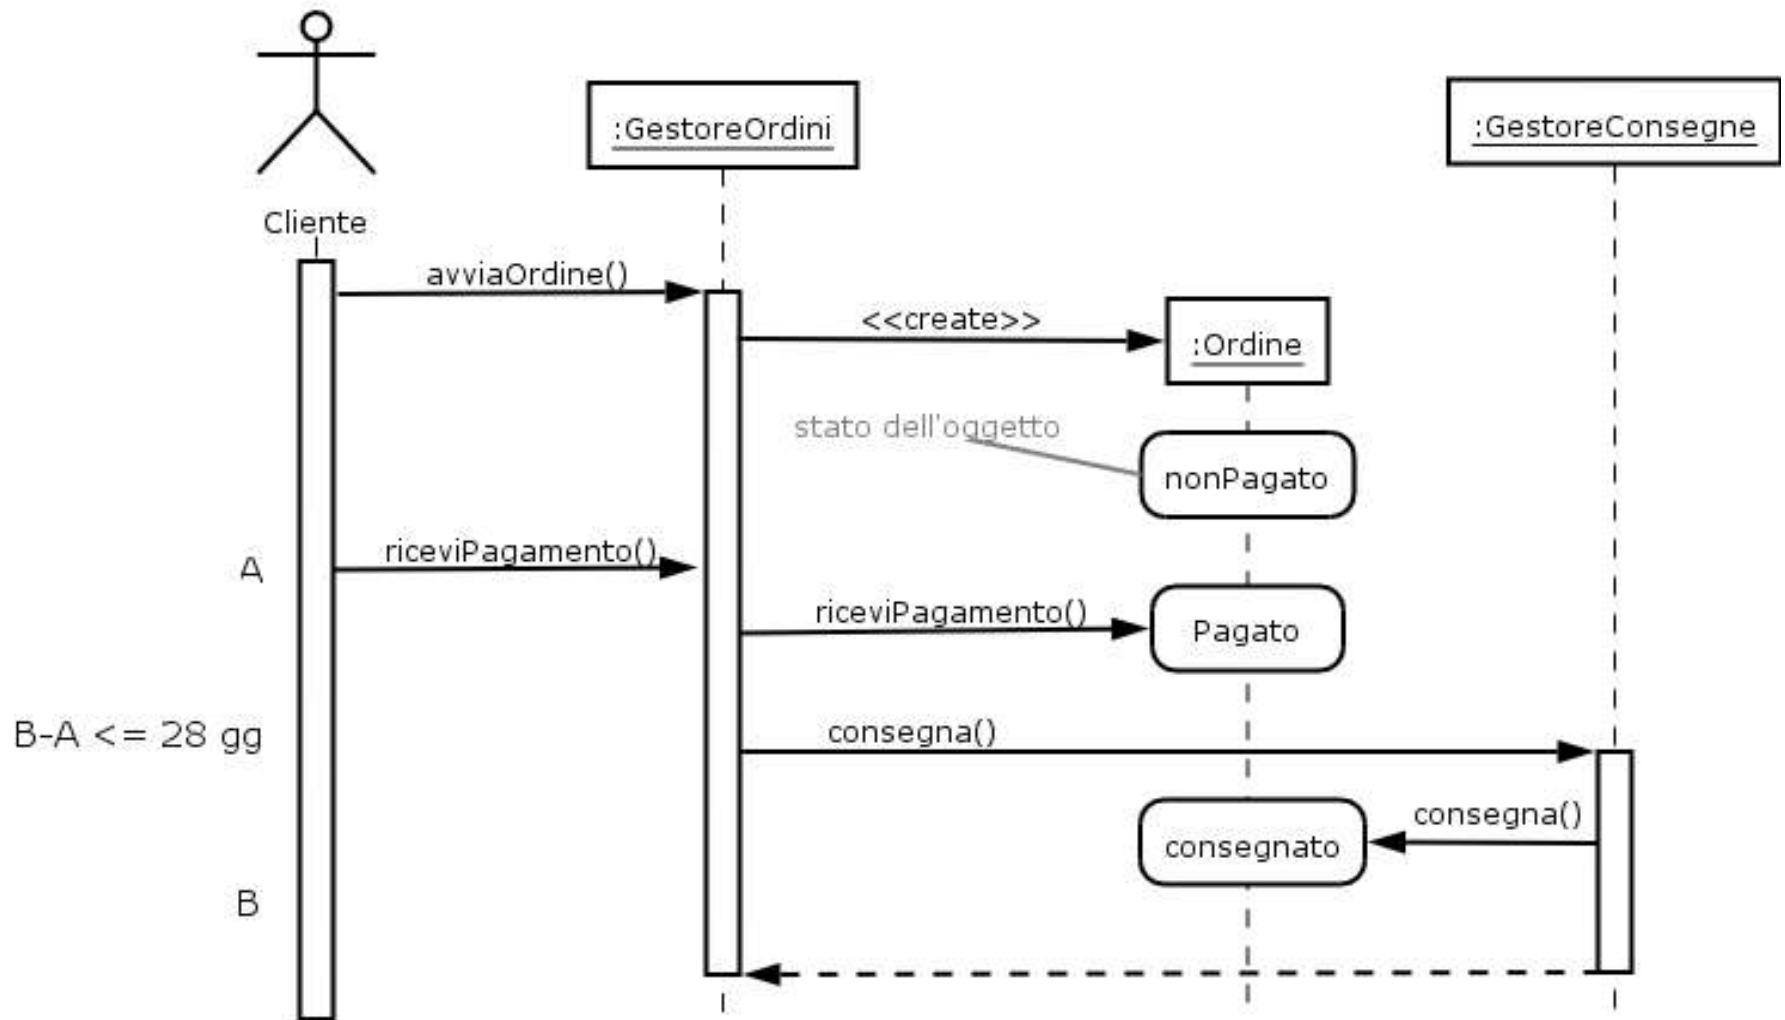 :GestoreOrdini
:GestoreConsegne
Cliente
avviaOrdine()
<<create>>
:Ordine
stato dell'oggetto
nonPagato
A
riceviPagamento()
riceviPagamento()
Pagato
B-A <= 28 gg
consegna()
consegna()
consegnato
B